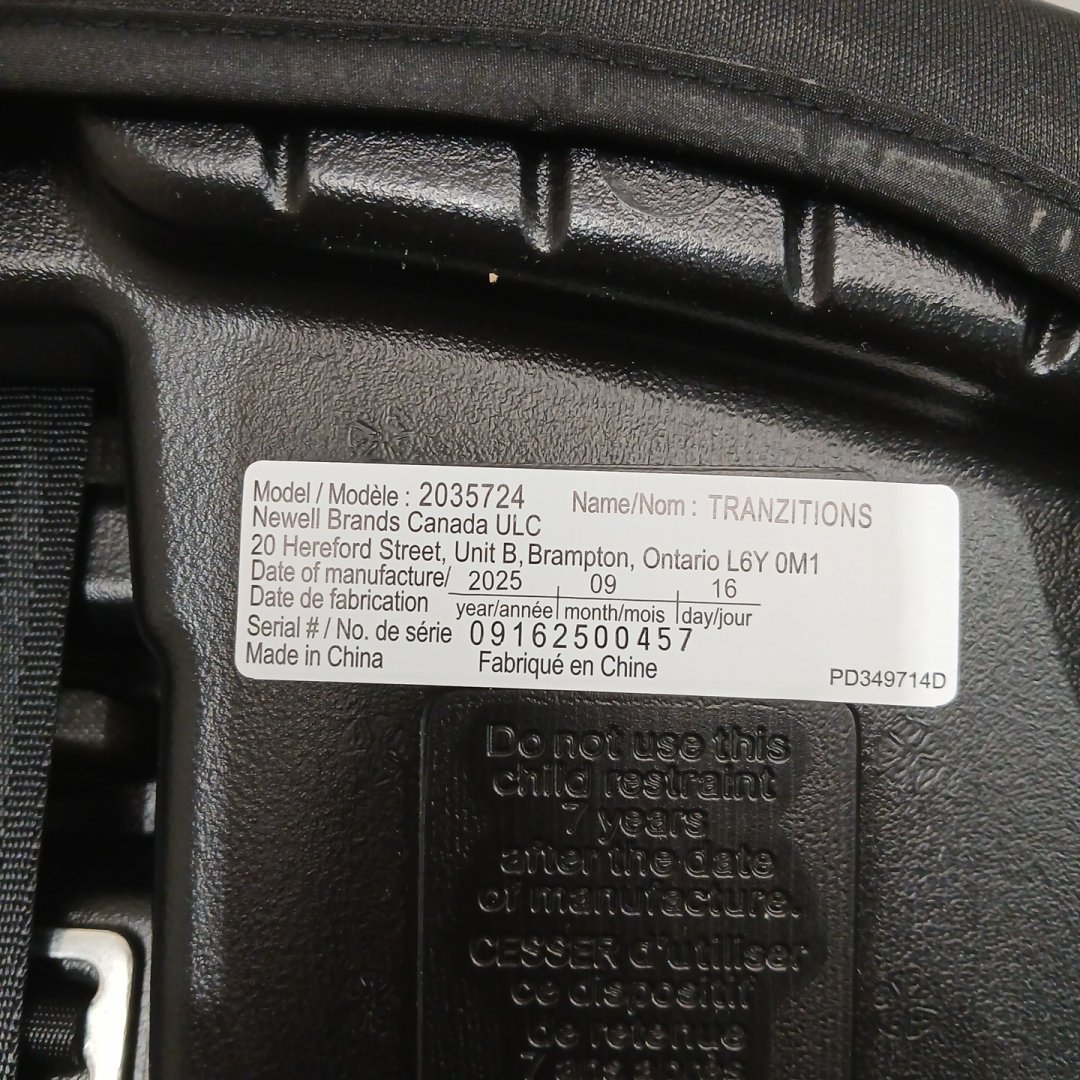 Model / Modèle : 2035724 Name/Nom : TRANZITIONS
Newell Brands Canada ULC
20 Hereford Street, Unit B, Brampton, Ontario L6Y 0M1
Date of manufacture/ 2025 09 16
Date de fabrication year/année month/mois day/jour
Serial # / No. de série 09162500457
Made in China Fabriqué en Chine PD349714D
Do not use this
child restraint
7 years
after the date
of manufacture.
CESSER d'utiliser
ce dispositif
de retenue
7 ans après